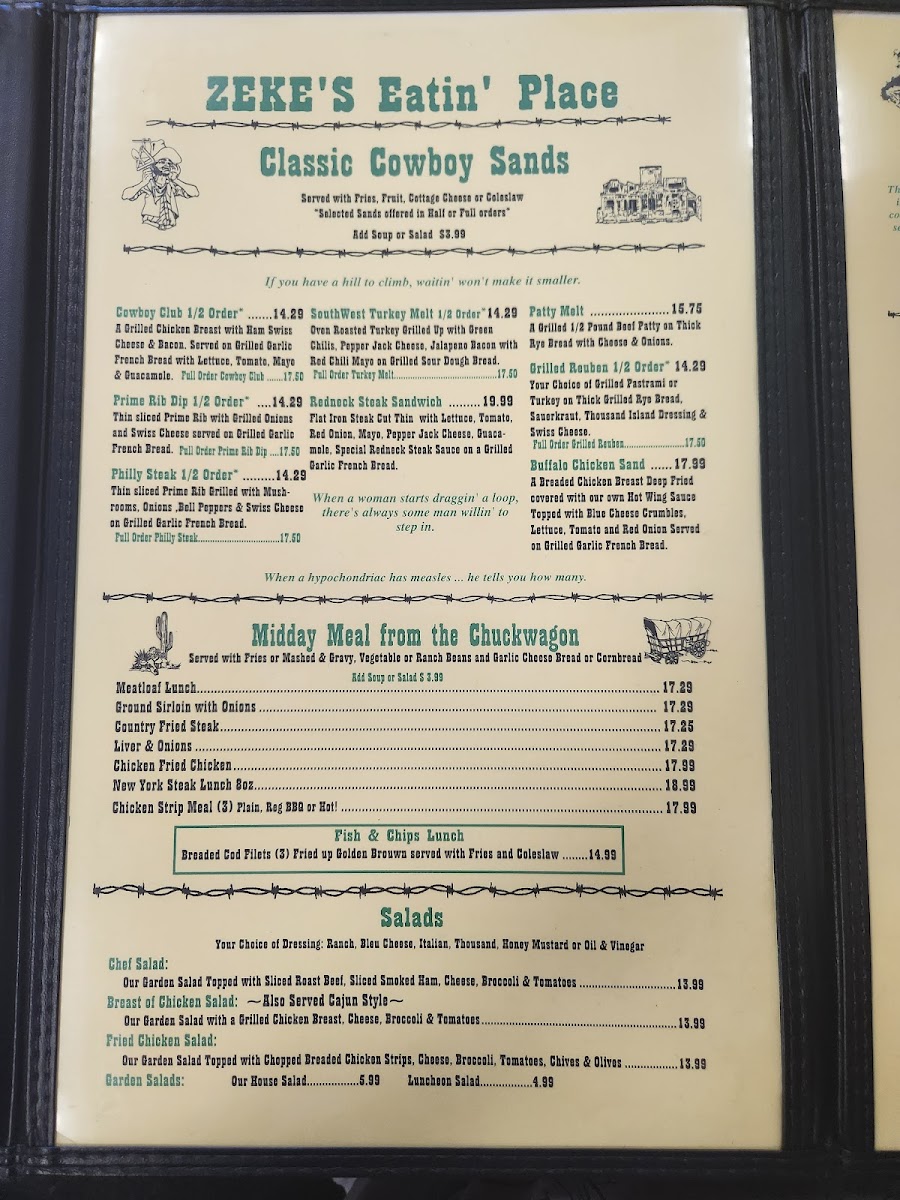 ZEKE'S Eatin' Place
Classic Cowboy Sands
Served with Fries, Fruit, Cottage Cheese or Coleslaw
"Selected Sands offered in Half or Full orders"
Add Soup or Salad $3.99
If you have a hill to climb, waitin' won't make it smaller.
Cowboy Club 1/2 Order* .......14.29
A Grilled Chicken Breast with Ham Swiss
Cheese & Bacon. Served on Grilled Garlic
French Bread with Lettuce, Tomato, Mayo
& Guacamole. Full Order Cowboy Club .......17.50
Prime Rib Dip 1/2 Order* ....14.29
Thin sliced Prime Rib with Grilled Onions
and Swiss Cheese served on Grilled Garlic
French Bread. Full Order Prime Rib Dip ....17.50
Philly Steak 1/2 Order* .........14.29
Thin sliced Prime Rib Grilled with Mush-
rooms, Onions ,Bell Peppers & Swiss Cheese
on Grilled Garlic French Bread.
Full Order Philly Steak................................17.50
SouthWest Turkey Melt 1/2 Order*14.29
Oven Roasted Turkey Grilled Up with Green
Chilis, Pepper Jack Cheese, Jalapeno Bacon with
Red Chili Mayo on Grilled Sour Dough Bread.
Full Order Turkey Melt.........................................17.50
Redneck Steak Sandwich .........19.99
Flat Iron Steak Cut Thin with Lettuce, Tomato,
Red Onion, Mayo, Pepper Jack Cheese, Guaca-
mole, Special Redneck Steak Sauce on a Grilled
Garlic French Bread.
When a woman starts draggin' a loop,
there's always some man willin' to
step in.
Patty Melt ......................15.75
A Grilled 1/2 Pound Beef Patty on Thick
Rye Bread with Cheese & Onions.
Grilled Reuben 1/2 Order* 14.29
Your Choice of Grilled Pastrami or
Turkey on Thick Grilled Rye Bread,
Sauerkraut, Thousand Island Dressing &
Swiss Cheese.
Full Order Grilled Reuben........................17.50
Buffalo Chicken Sand ......17.99
A Breaded Chicken Breast Deep Fried
covered with our own Hot Wing Sauce
Topped with Blue Cheese Crumbles,
Lettuce, Tomato and Red Onion Served
on Grilled Garlic French Bread.
When a hypochondriac has measles ... he tells you how many.
Midday Meal from the Chuckwagon
Served with Fries or Mashed & Gravy, Vegetable or Ranch Beans and Garlic Cheese Bread or Cornbread
Add Soup or Salad $ 3.99
Meatloaf Lunch.................................................. 17.29
Ground Sirloin with Onions .................................................. 17.29
Country Fried Steak.................................................. 17.25
Liver & Onions .................................................. 17.29
Chicken Fried Chicken.................................................. 17.99
New York Steak Lunch 8oz.................................................. 18.99
Chicken Strip Meal (3) Plain, Reg BBQ or Hot! .................................................. 17.99
Fish & Chips Lunch
Breaded Cod Filets (3) Fried up Golden Brouwn served with Fries and Coleslaw ........14.99
Salads
Your Choice of Dressing: Ranch, Bleu Cheese, Italian, Thousand, Honey Mustard or Oil & Vinegar
Chef Salad:
Our Garden Salad Topped with Sliced Roast Beef, Sliced Smoked Ham, Cheese, Broccoli & Tomatoes ..........................13.99
Breast of Chicken Salad: ~Also Served Cajun Style~
Our Garden Salad with a Grilled Chicken Breast, Cheese, Broccoli & Tomatoes..................................................13.99
Fried Chicken Salad:
Our Garden Salad Topped with Chopped Breaded Chicken Strips, Cheese, Broccoli, Tomatoes, Chives & Olives ..............13.99
Garden Salads: Our House Salad................5.99 Luncheon Salad................4.99